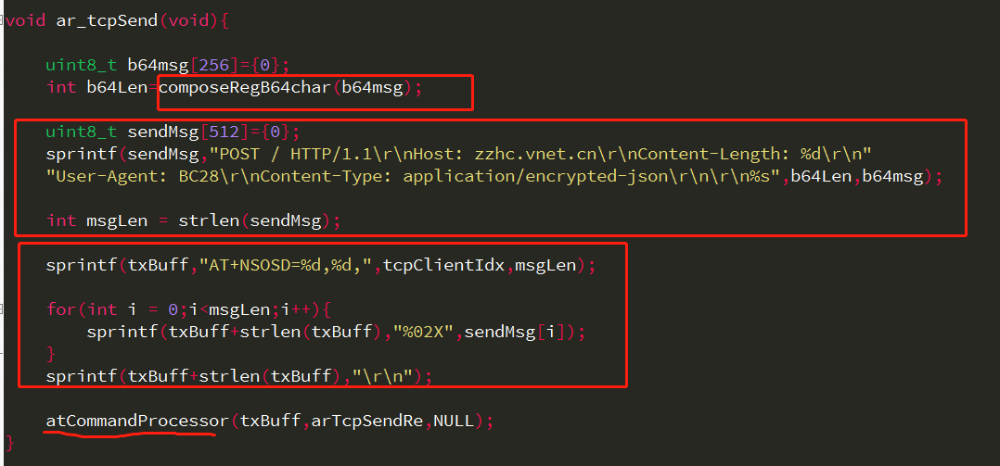 void ar_tcpSend(void){
uint8_t b64msg[256]={0};
int b64Len=composeRegB64char(b64msg);
uint8_t sendMsg[512]={0};
sprintf(sendMsg,"POST / HTTP/1.1\r\nHost: zzhc.vnet.cn\r\nContent-Length: %d\r\n"
"User-Agent: BC28\r\nContent-Type: application/encrypted-json\r\n\r\n%s",b64Len,b64msg);
int msgLen = strlen(sendMsg);
sprintf(txBuff,"AT+NSOSD=%d,%d,",tcpClientIdx,msgLen);
for(int i = 0;i<msgLen;i++){
sprintf(txBuff+strlen(txBuff),"%02X",sendMsg[i]);
}
sprintf(txBuff+strlen(txBuff),"\r\n");
atCommandProcessor(txBuff,arTcpSendRe,NULL);
}